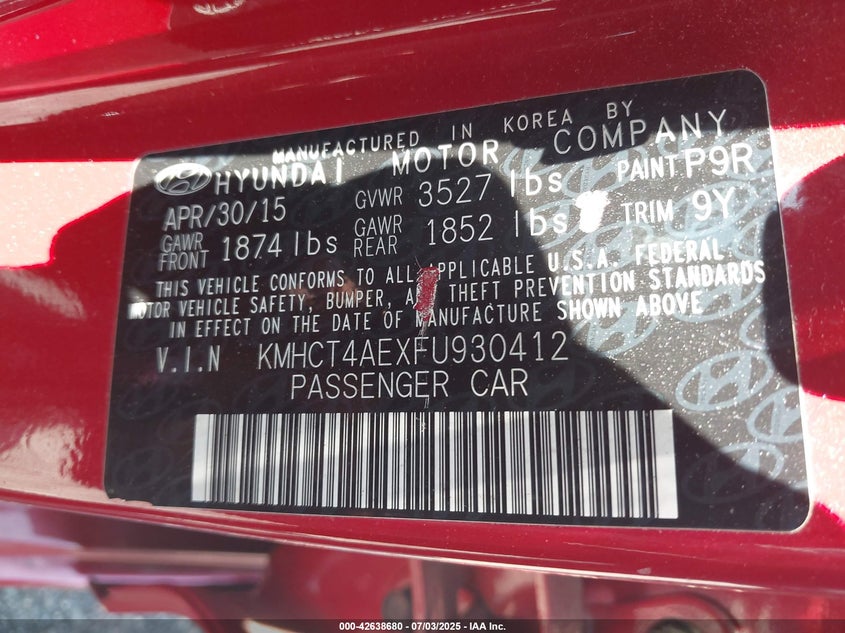 MANUFACTURED IN KOREA BY
HYUNDAI MOTOR COMPANY
APR/30/15 GVWR 3527 lbs PAINT P9R
GAWR FRONT 1874 lbs GAWR REAR 1852 lbs TRIM 9Y
THIS VEHICLE CONFORMS TO ALL APPLICABLE U.S.A. FEDERAL
MOTOR VEHICLE SAFETY, BUMPER, THEFT PREVENTION STANDARDS
IN EFFECT ON THE DATE OF MANUFACTURE SHOWN ABOVE
V.I.N KMHCT4AEXFU930412
PASSENGER CAR
000-42638680 - 07/03/2025 - IAA Inc.